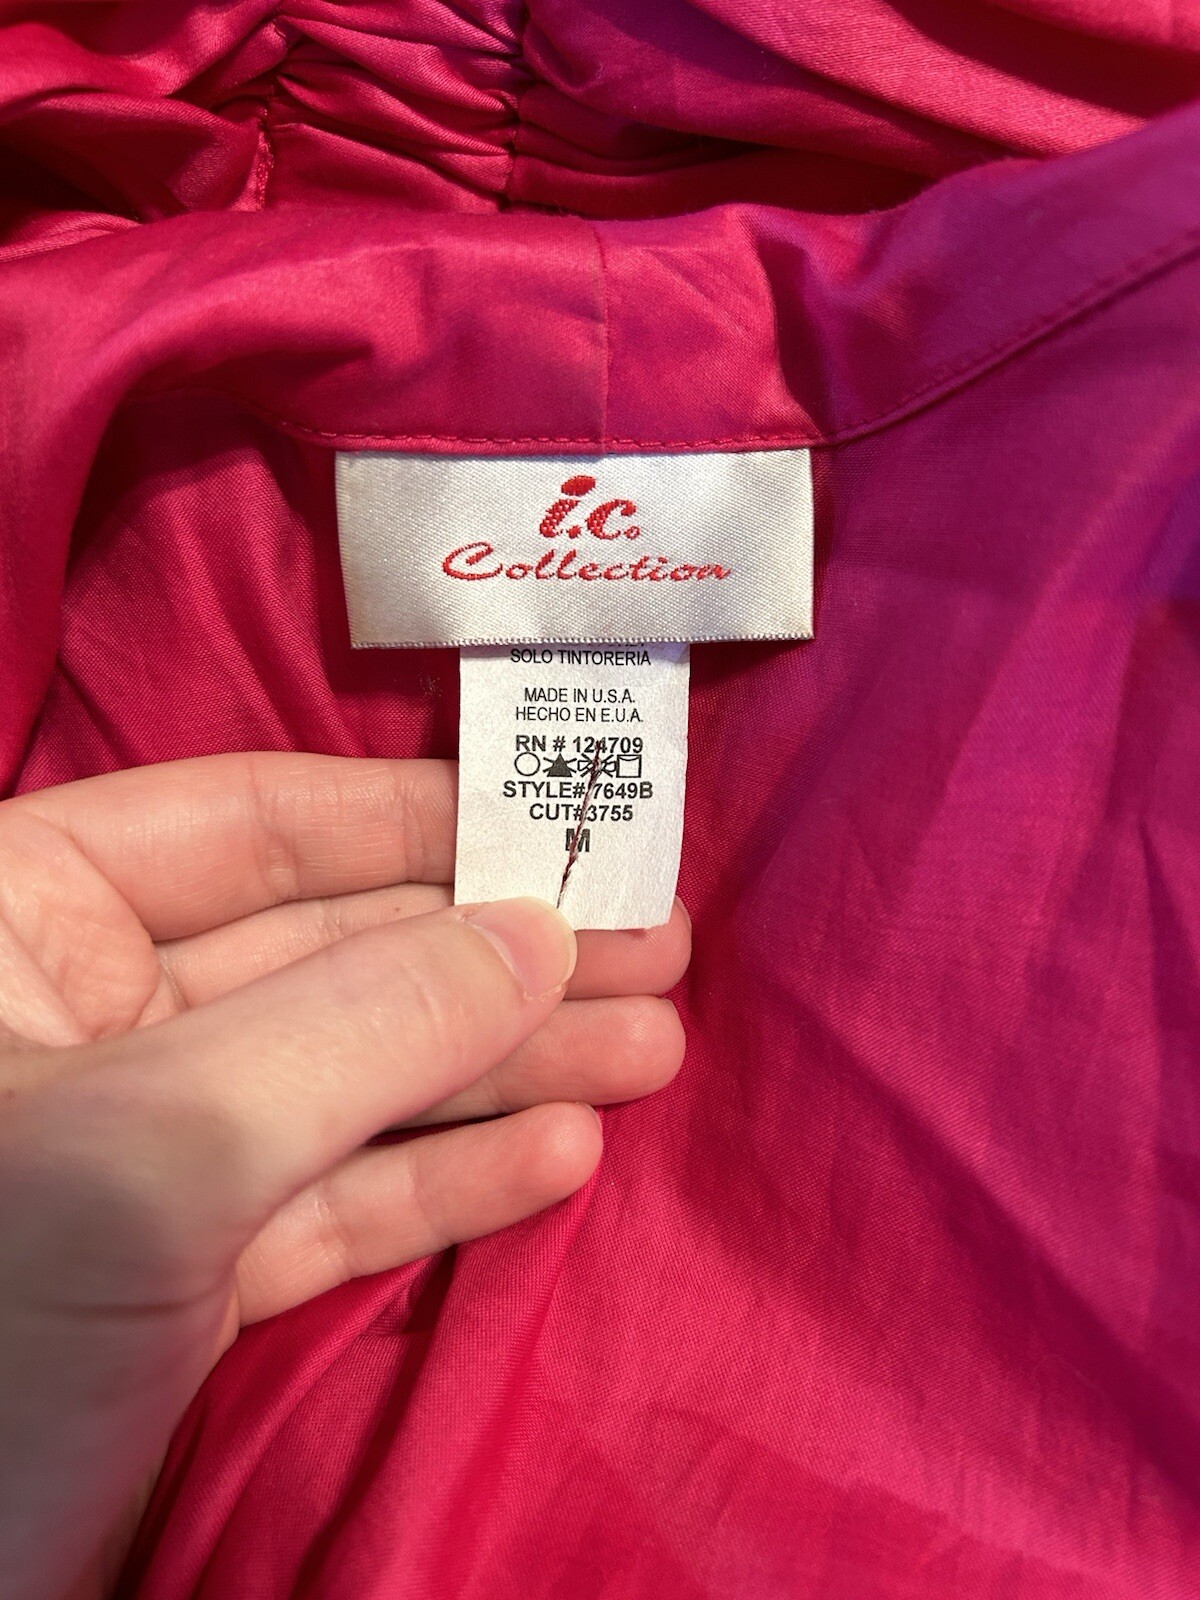 i.c.
Collection
SOLO TINTORERIA
MADE IN U.S.A.
HECHO EN E.U.A.
RN # 124709
STYLE# 7649B
CUT#3755
M